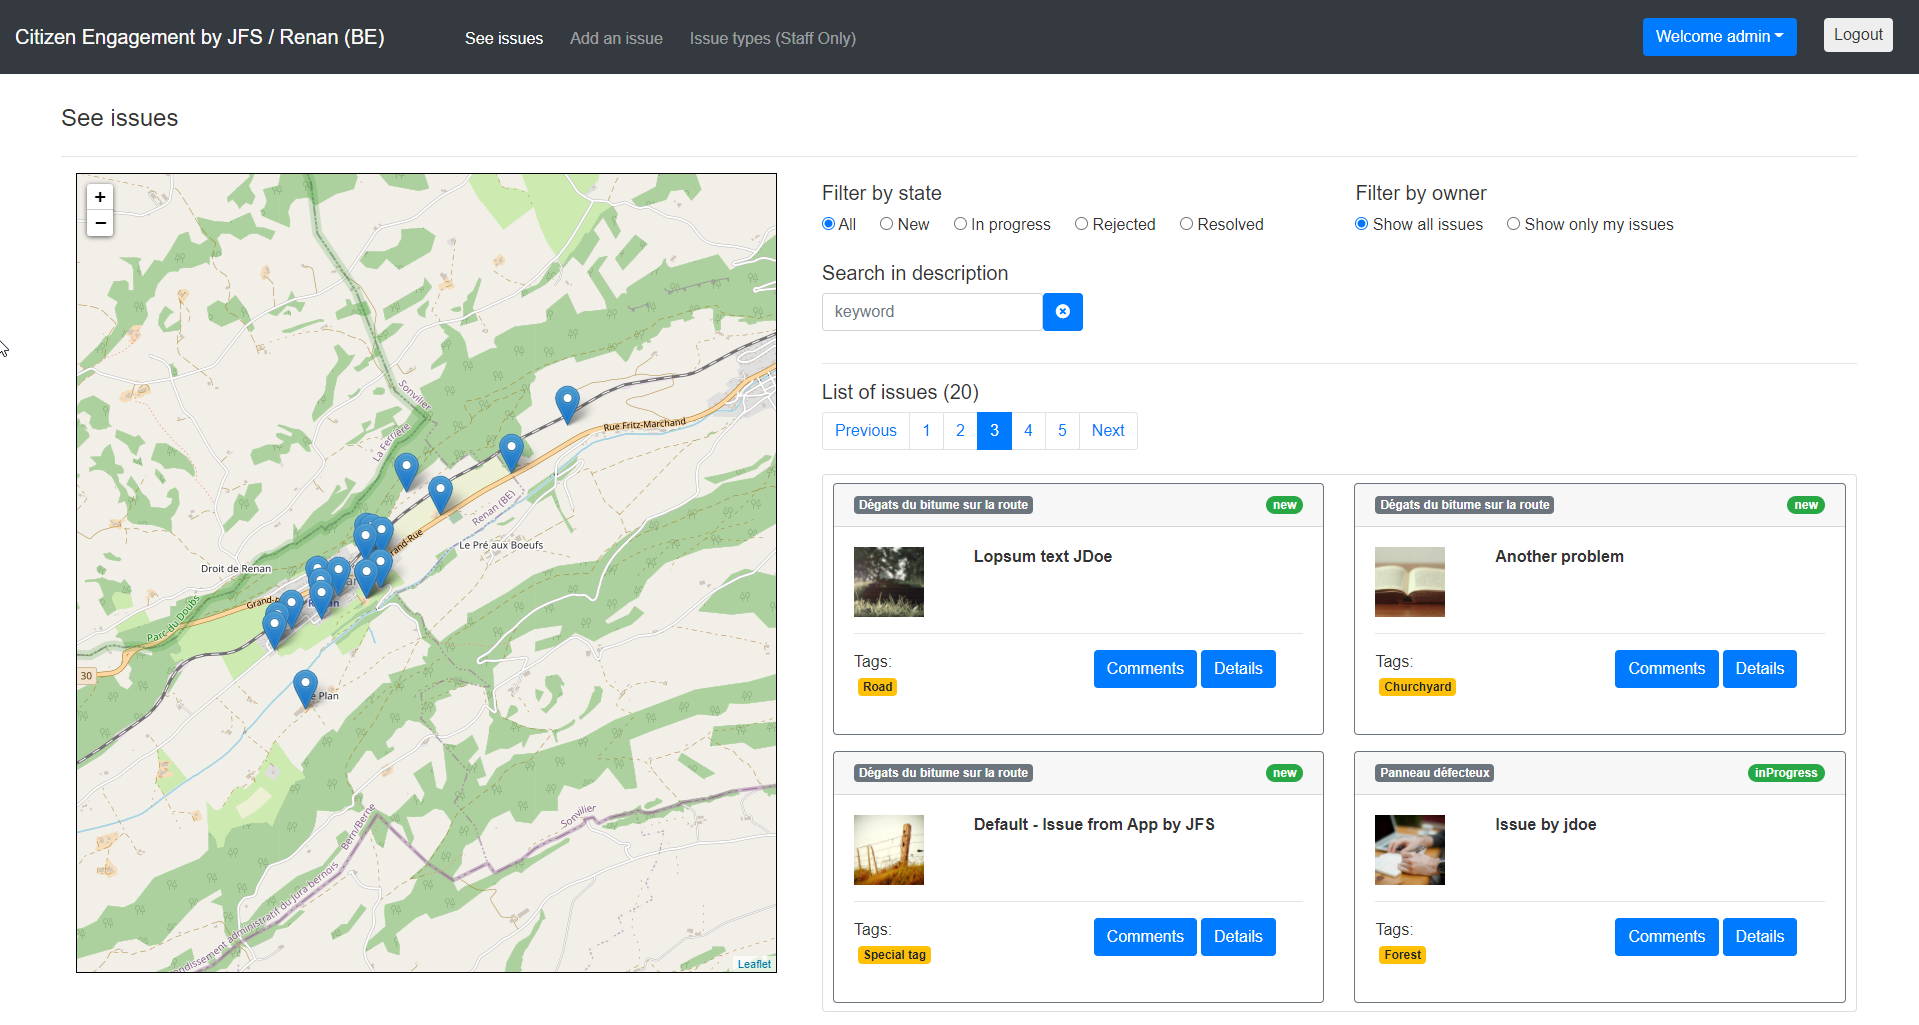 Citizen Engagement by JFS / Renan (BE)
See issues
Add an issue
Issue types (Staff Only)
Welcome admin
Logout
See issues
+
−
Sonvilier
La Ferrière
Rue Fritz-Marchand
Renan (BE)
Le Pré aux Boeufs
Droit de Renan
Parc du Doubs
30
Bern/Berne
Sonvilier
administratif du Jura bernois
Leaflet
Filter by state
All
New
In progress
Rejected
Resolved
Filter by owner
Show all issues
Show only my issues
Search in description
keyword
List of issues (20)
Previous 1 2 3 4 5 Next
Dégats du bitume sur la route
new
Lopsum text JDoe
Tags:
Road
Comments
Details
Dégats du bitume sur la route
new
Another problem
Tags:
Churchyard
Comments
Details
Dégats du bitume sur la route
new
Default - Issue from App by JFS
Tags:
Special tag
Comments
Details
Panneau défecteux
inProgress
Issue by jdoe
Tags:
Forest
Comments
Details